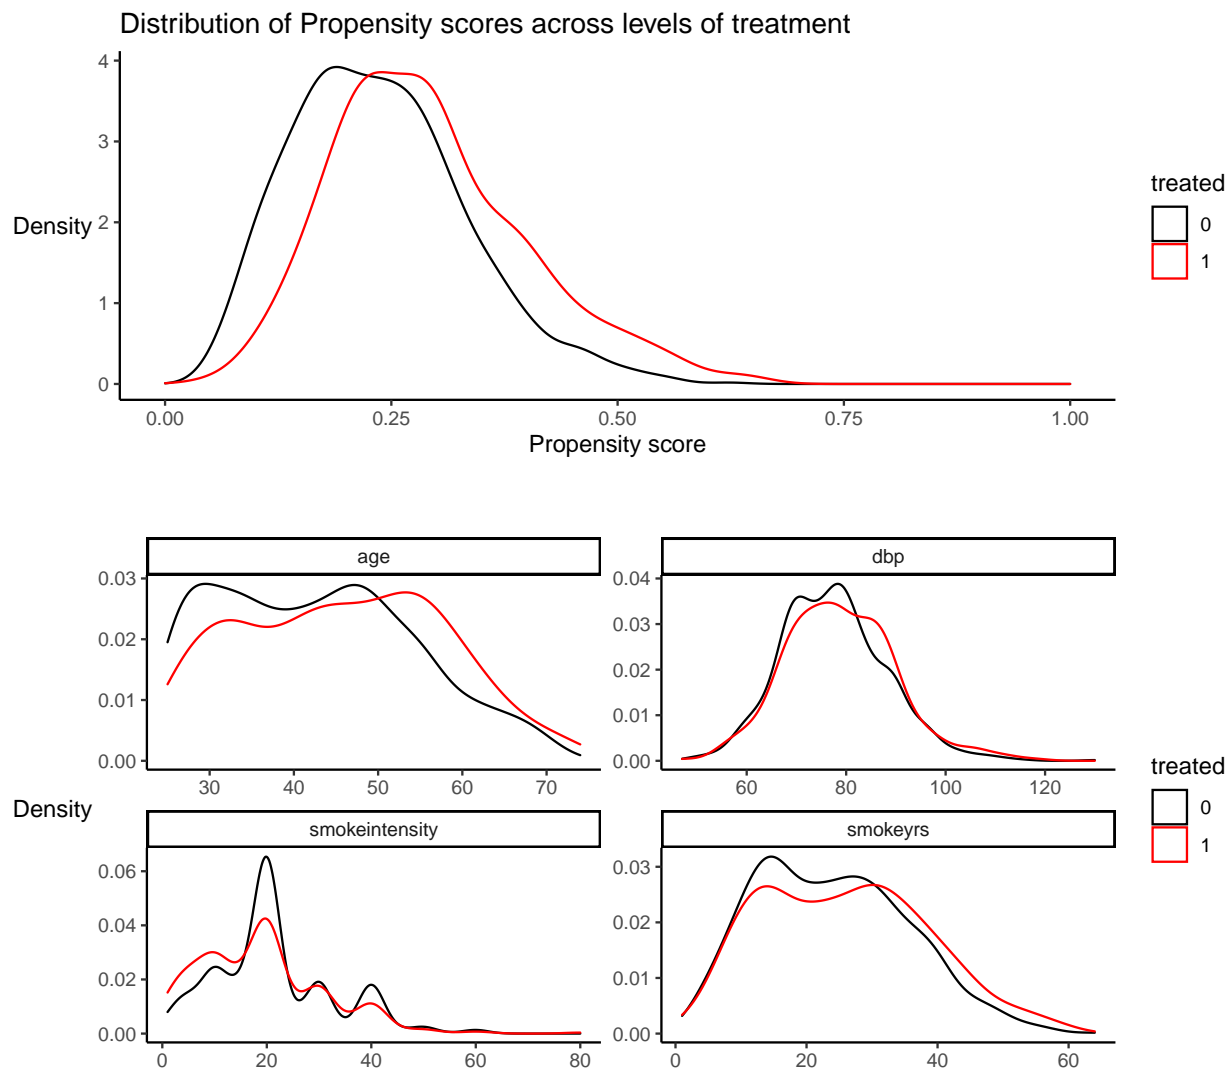 Distribution of Propensity scores across levels of treatment
4
3
2
1
0
Density
0.00 0.25 0.50 0.75 1.00
Propensity score
treated
0
1
age
0.03
0.02
0.01
0.00
30 40 50 60 70
dbp
0.04
0.03
0.02
0.01
0.00
60 80 100 120
Density
smokeintensity
0.06
0.04
0.02
0.00
0 20 40 60 80
smokeyrs
0.03
0.02
0.01
0.00
0 20 40 60
treated
0
1